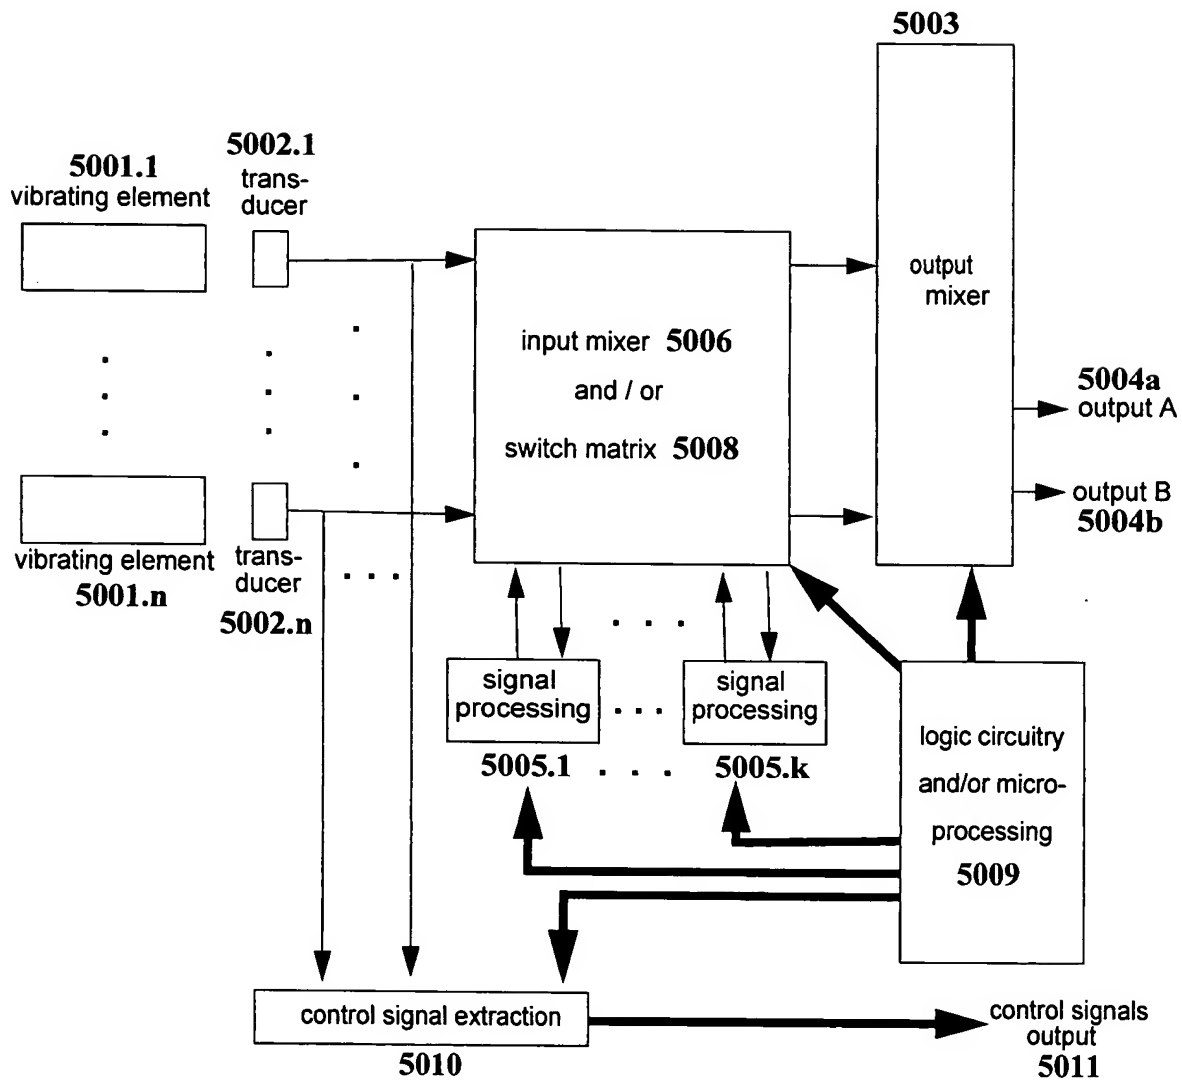 5003
5001.1
vibrating element
5002.1
trans-
ducer
output
mixer
input mixer 5006
and / or
switch matrix 5008
5004a
output A
output B
5004b
vibrating element
5001.n
trans-
ducer
5002.n
signal
processing
signal
processing
5005.1
5005.k
logic circuitry
and/or micro-
processing
5009
control signal extraction
5010
control signals
output
5011